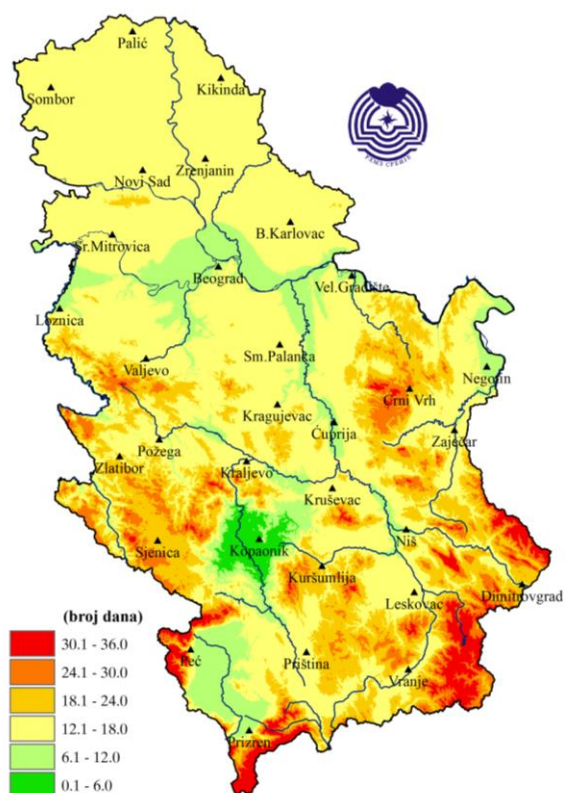 Palić
Kikinda
Sombor
Zrenjanin
Novi Sad
B.Karlovac
Sr.Mitrovica
Beograd
Vel.Gradište
Loznica
Sm.Palanka
Valjevo
Negotin
Crni Vrh
Kragujevac
Ćuprija
Zaječar
Požega
Zlatibor
Kraljevo
Kruševac
Niš
Sjenica
Kopaonik
Kuršumlija
Dimitrovgrad
Leskovac
(broj dana)
30.1 - 36.0
Peć
Priština
24.1 - 30.0
Vranje
18.1 - 24.0
12.1 - 18.0
Prizren
6.1 - 12.0
0.1 - 6.0